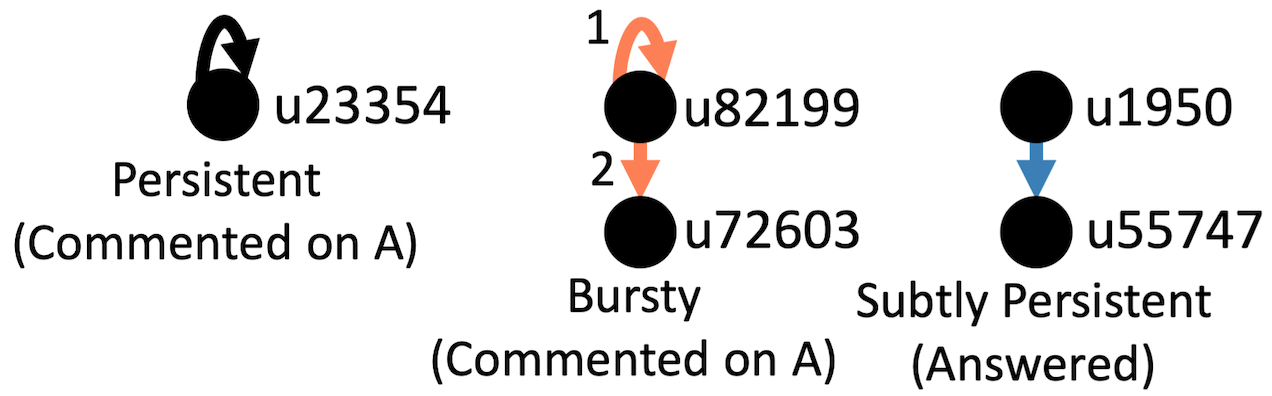 u23354
Persistent
(Commented on A)
1
u82199
2
u72603
Bursty
(Commented on A)
u1950
u55747
Subtly Persistent
(Answered)